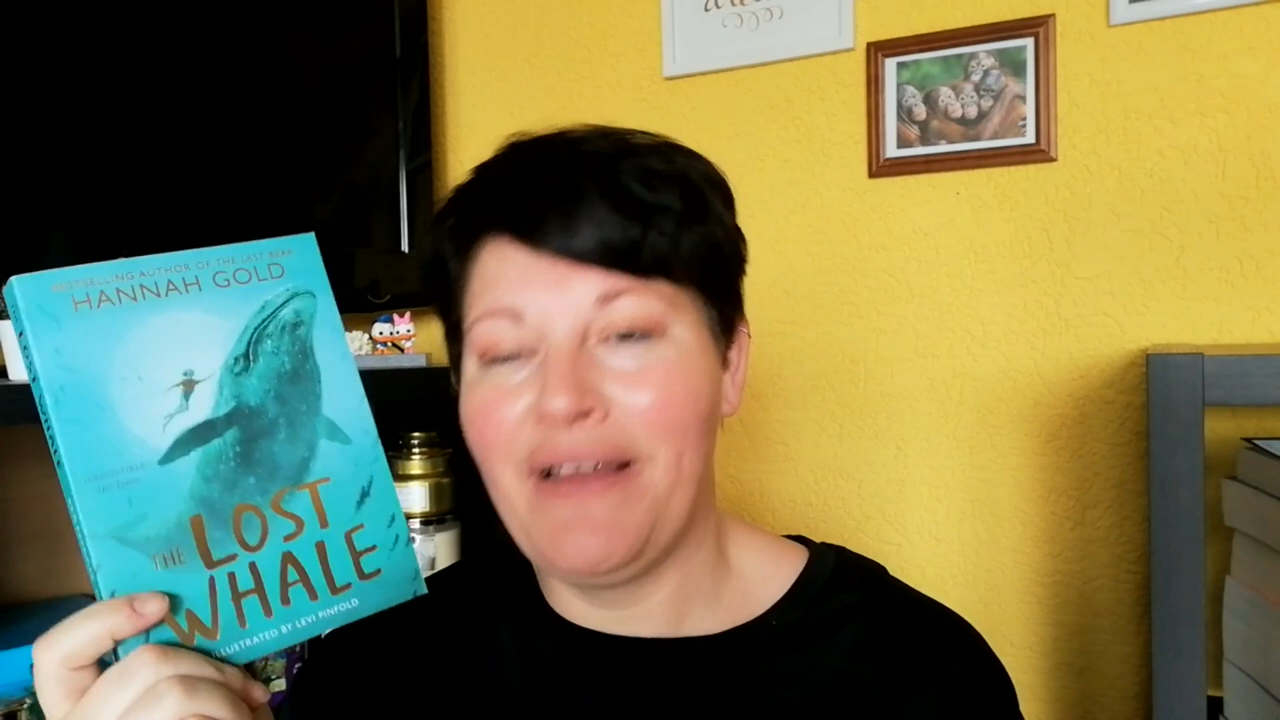 BESTSELLING AUTHOR OF THE LAST BEAR
HANNAH GOLD
THE LOST
WHALE
ILLUSTRATED BY LEVI PINFOLD